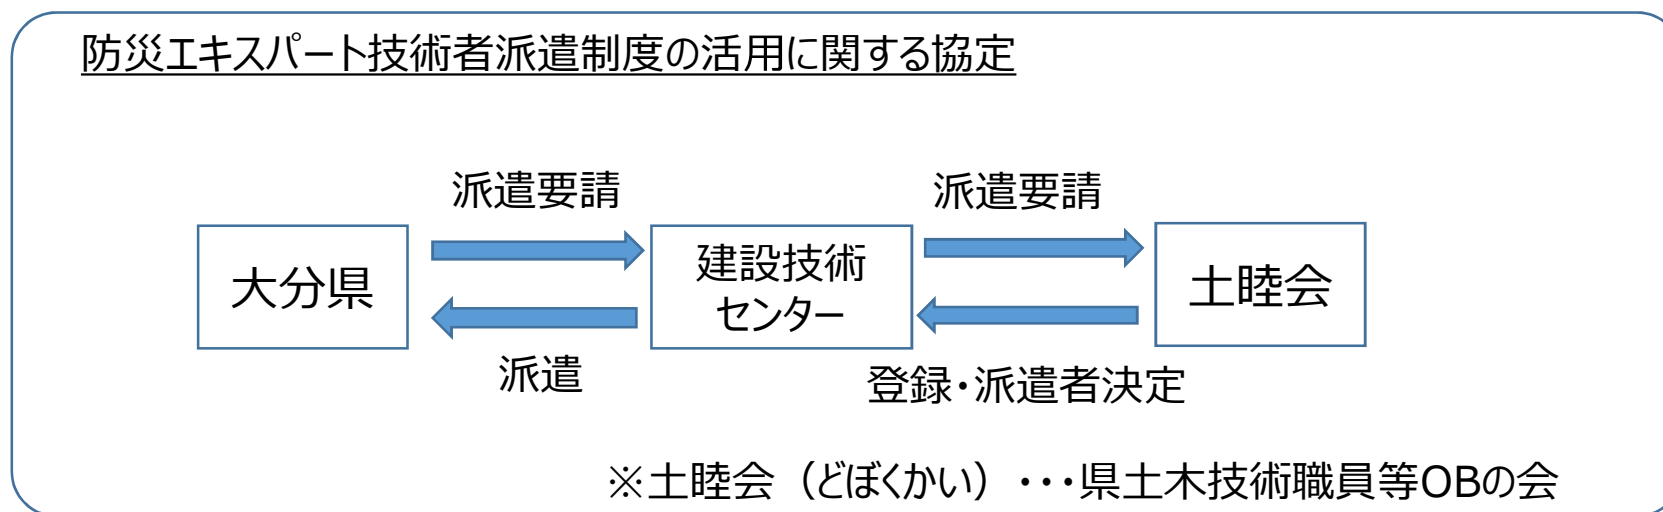 防災エキスパート技術者派遣制度の活用に関する協定
派遣要請
派遣要請
大分県
建設技術
センター
土睦会
派遣
登録・派遣者決定
※土睦会（どぼくかい）・・・県土木技術職員等OBの会